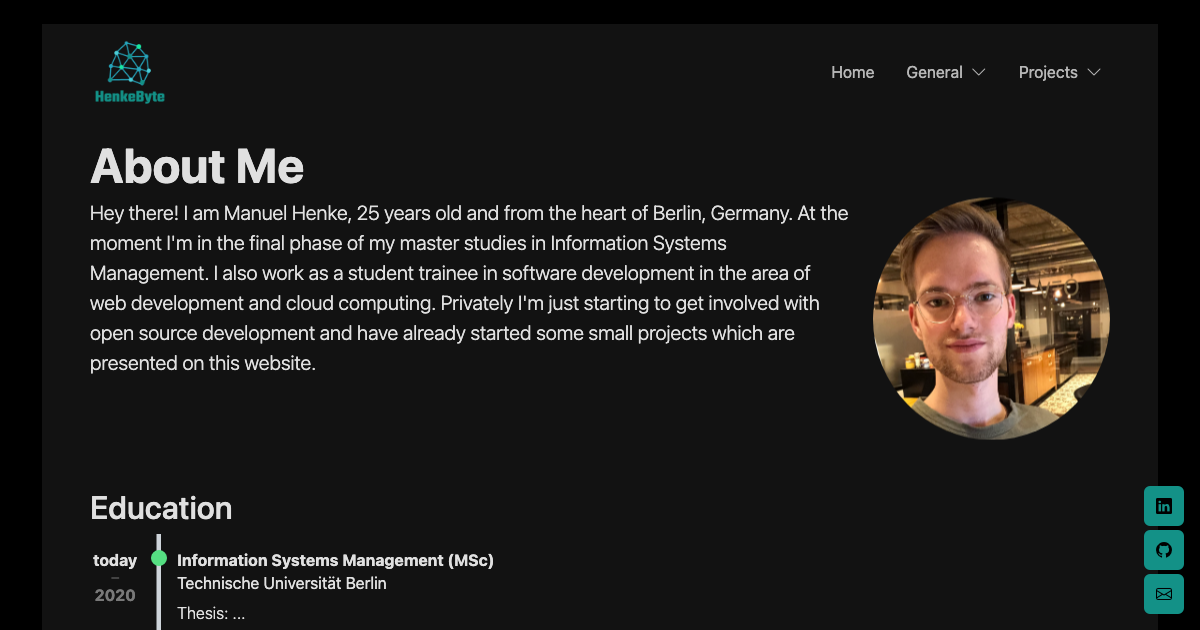 HenkeByte
Home General Projects
About Me
Hey there! I am Manuel Henke, 25 years old and from the heart of Berlin, Germany. At the
moment I'm in the final phase of my master studies in Information Systems
Management. I also work as a student trainee in software development in the area of
web development and cloud computing. Privately I'm just starting to get involved with
open source development and have already started some small projects which are
presented on this website.
Education
today
–
2020
Information Systems Management (MSc)
Technische Universität Berlin
Thesis: ...
in